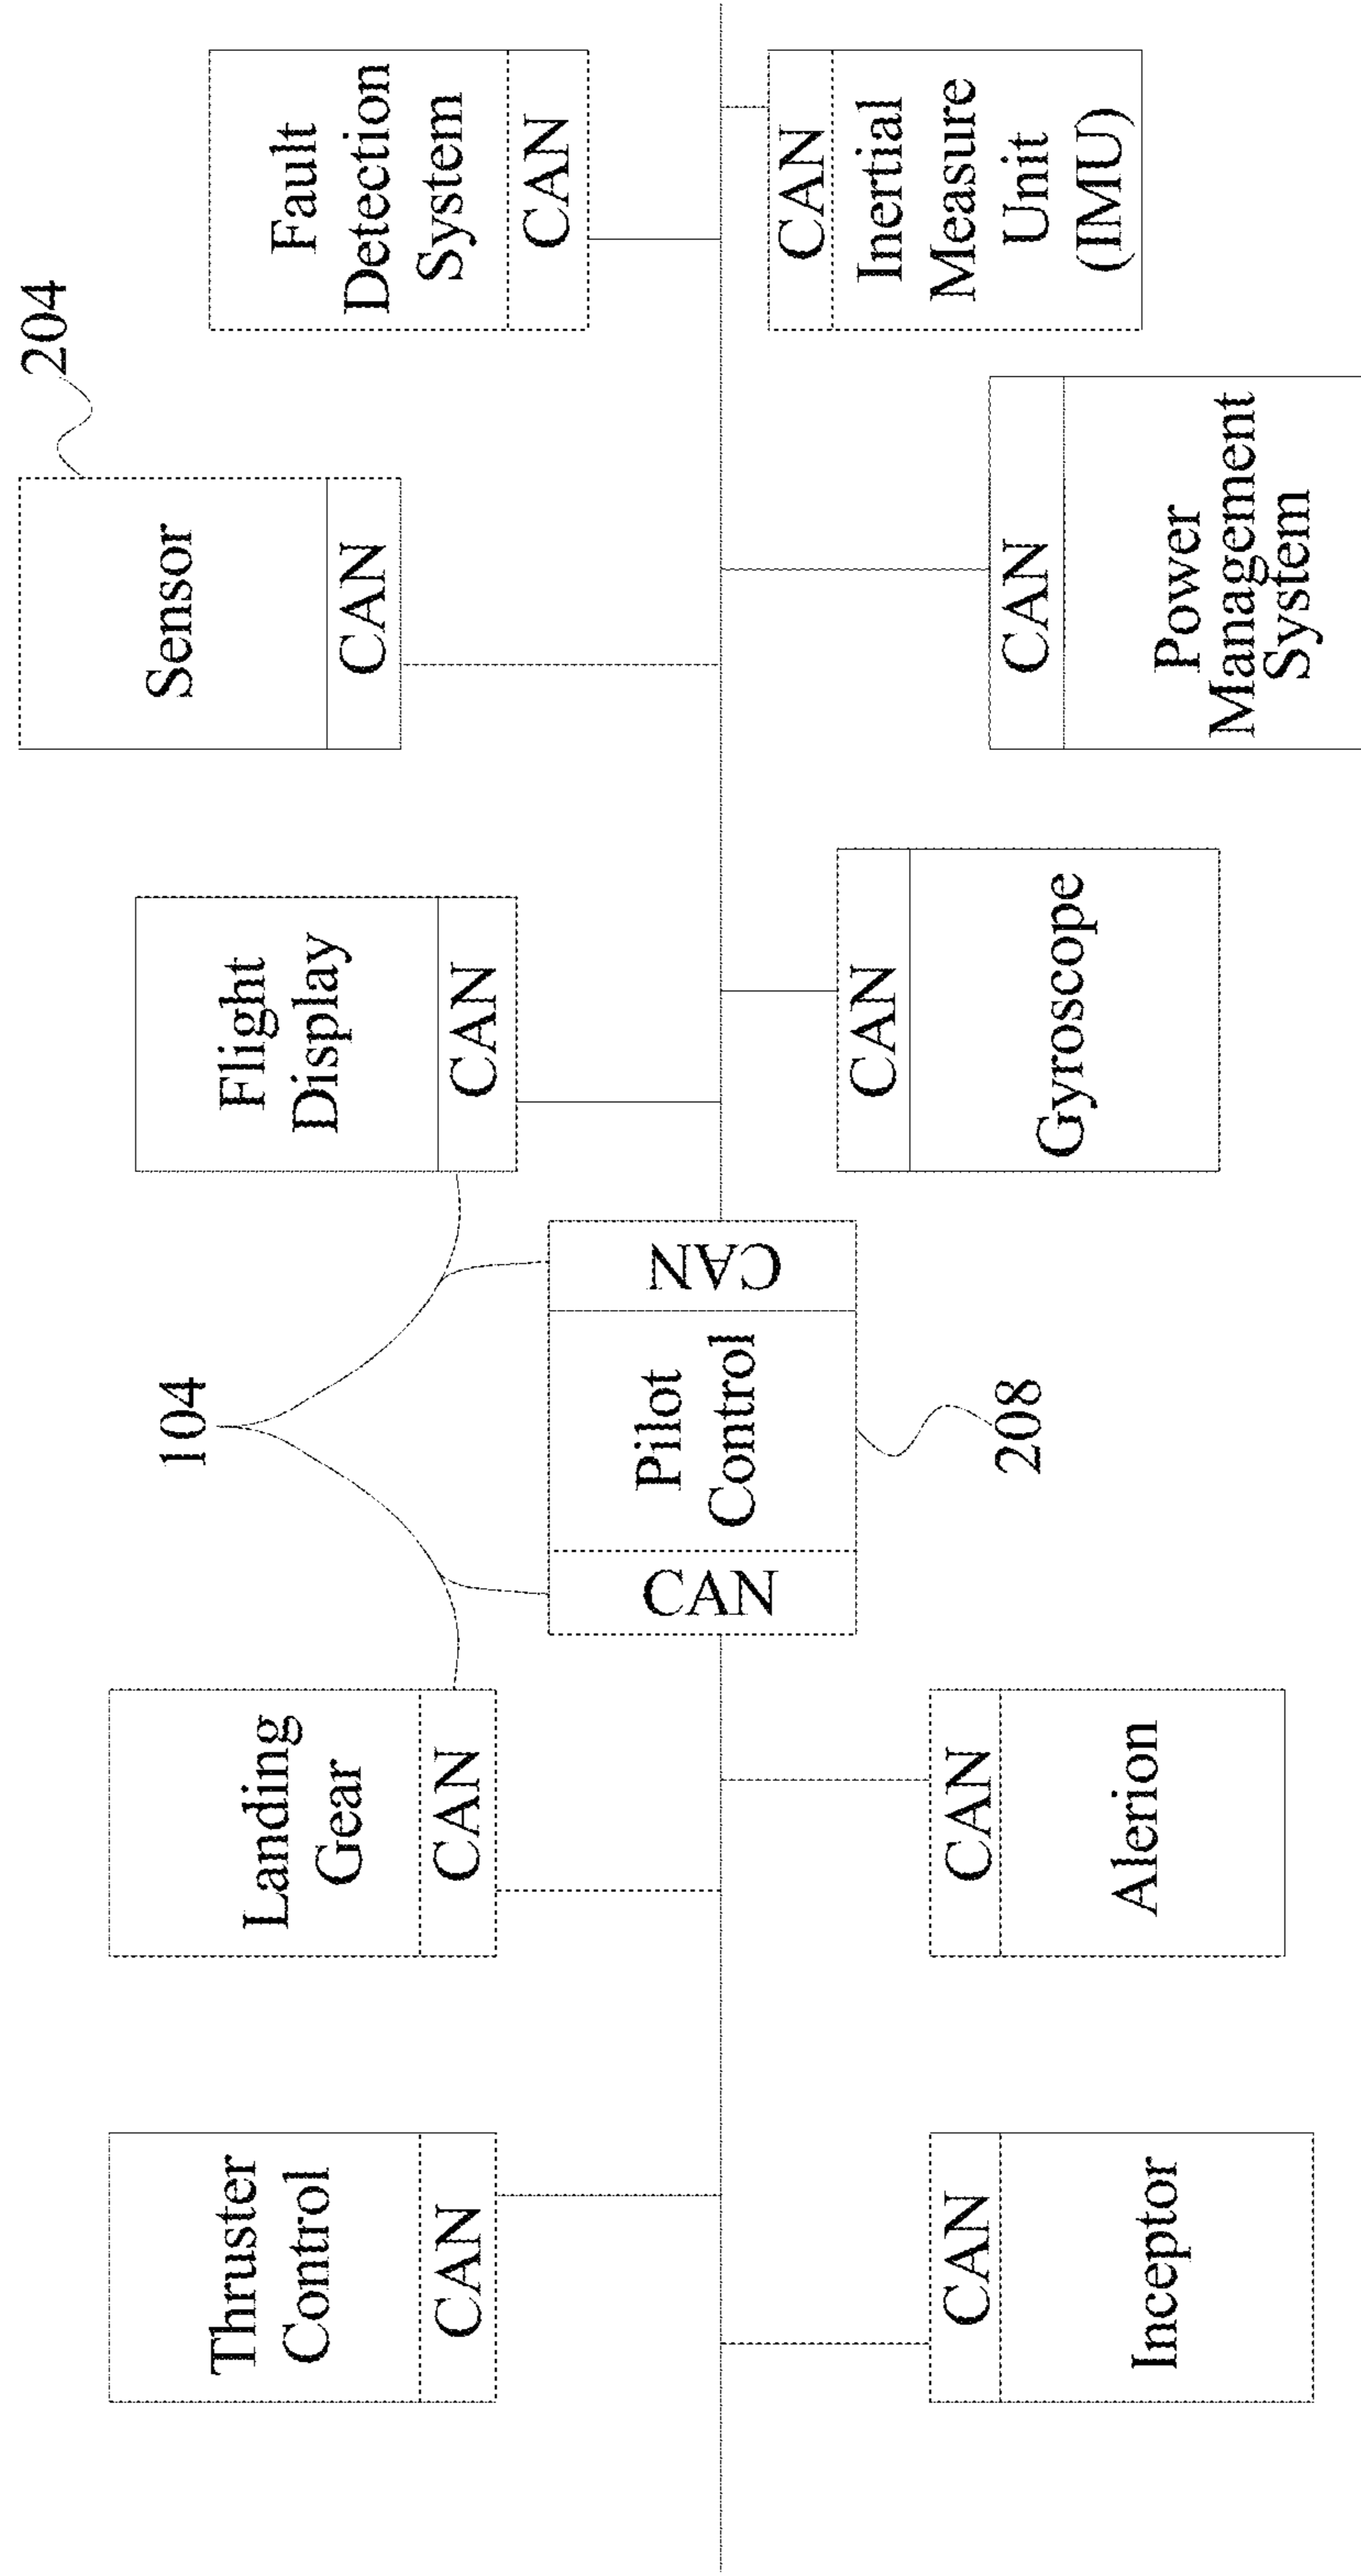 Thruster
Control
CAN
Landing
Gear
CAN
104
Flight
Display
CAN
Sensor
CAN
204
Fault
Detection
System
CAN
CAN
Pilot
Control
CAN
208
CAN
Inceptor
CAN
Alerion
CAN
Gyroscope
CAN
Power
Management
System
CAN
Inertial
Measure
Unit
(IMU)